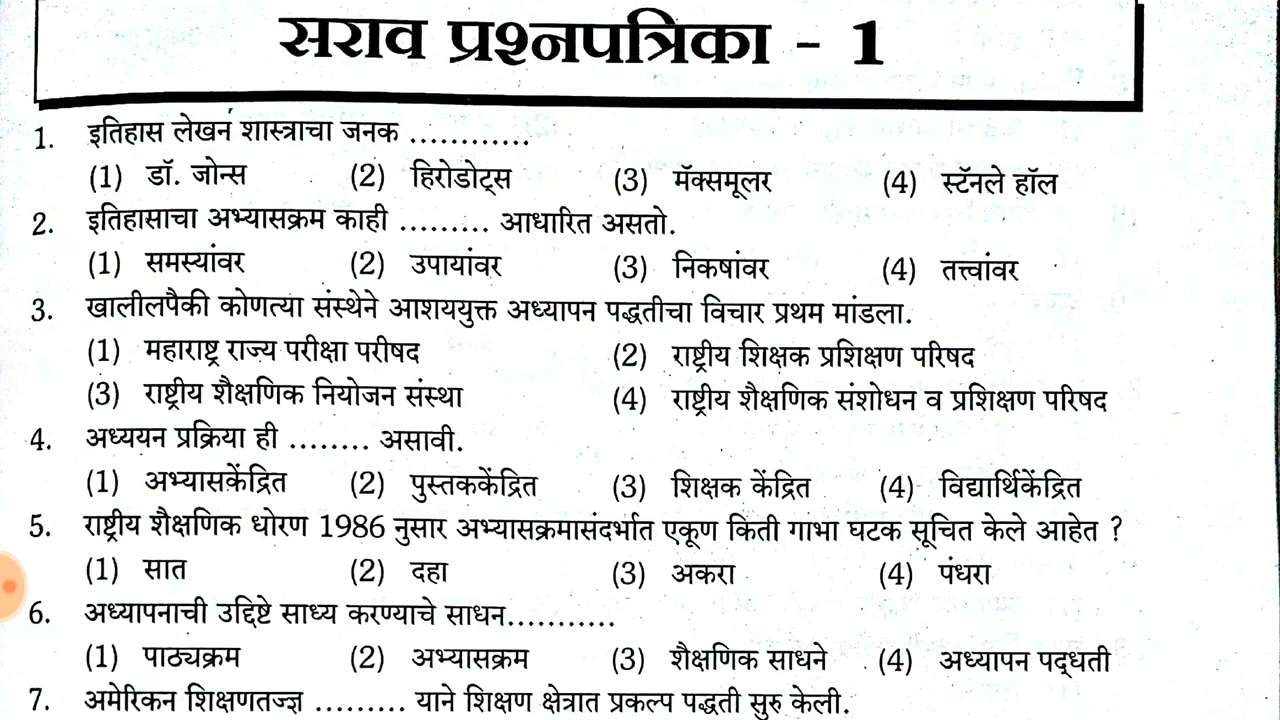 सराव प्रश्नपत्रिका - 1
1. इतिहास लेखन शास्त्राचा जनक ............
(1) डॉ. जोन्स (2) हिरोडोट्स (3) मॅक्समूलर (4) स्टॅनले हॉल
2. इतिहासाचा अभ्यासक्रम काही ......... आधारित असतो.
(1) समस्यांवर (2) उपायांवर (3) निकषांवर (4) तत्त्वांवर
3. खालीलपैकी कोणत्या संस्थेने आशययुक्त अध्यापन पद्धतीचा विचार प्रथम मांडला.
(1) महाराष्ट्र राज्य परीक्षा परीषद (2) राष्ट्रीय शिक्षक प्रशिक्षण परिषद
(3) राष्ट्रीय शैक्षणिक नियोजन संस्था (4) राष्ट्रीय शैक्षणिक संशोधन व प्रशिक्षण परिषद
4. अध्ययन प्रक्रिया ही ........ असावी.
(1) अभ्यासकेंद्रित (2) पुस्तककेंद्रित (3) शिक्षक केंद्रित (4) विद्यार्थिकेंद्रित
5. राष्ट्रीय शैक्षणिक धोरण 1986 नुसार अभ्यासक्रमासंदर्भात एकूण किती गाभा घटक सूचित केले आहेत ?
(1) सात (2) दहा (3) अकरा (4) पंधरा
6. अध्यापनाची उद्दिष्टे साध्य करण्याचे साधन...........
(1) पाठ्यक्रम (2) अभ्यासक्रम (3) शैक्षणिक साधने (4) अध्यापन पद्धती
7. अमेरिकन शिक्षणतज्ज्ञ ......... याने शिक्षण क्षेत्रात प्रकल्प पद्धती सुरु केली.